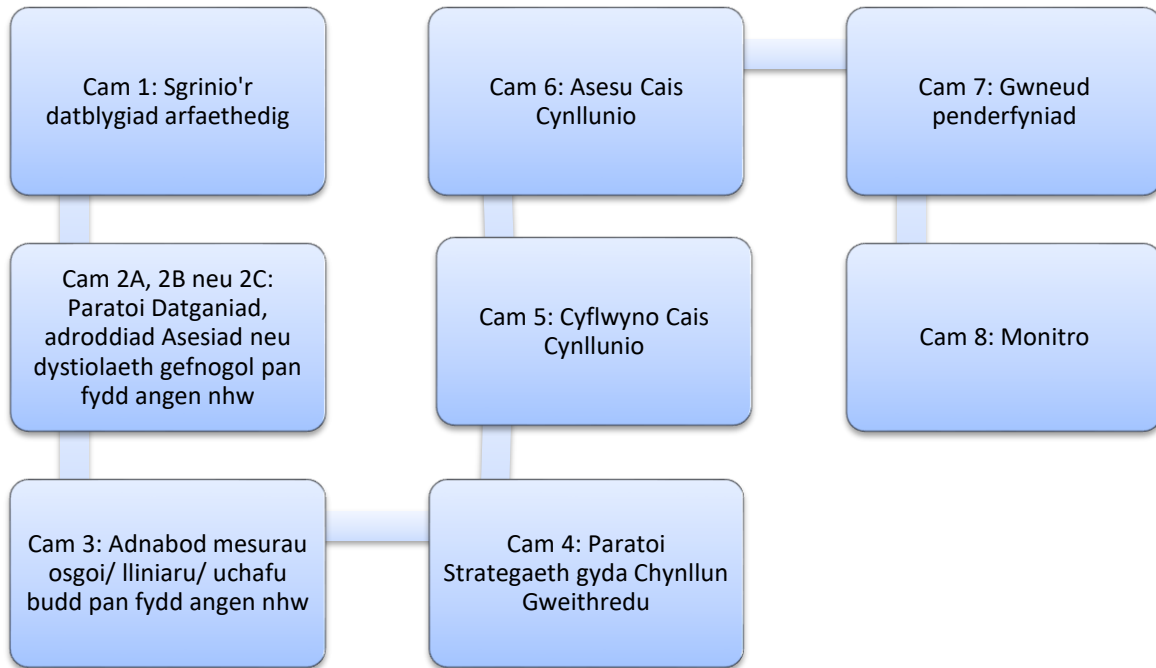 Cam 1: Sgrinio'r
datblygiad arfaethedig
Cam 2A, 2B neu 2C:
Paratoi Datganiad,
adroddiad Asesiad neu
dystiolaeth gefnogol pan
fydd angen nhw
Cam 3: Adnabod mesurau
osgoi/ lliniaru/ uchafu
budd pan fydd angen nhw
Cam 4: Paratoi
Strategaeth gyda Chynllun
Gweithredu
Cam 5: Cyflwyno Cais
Cynllunio
Cam 6: Asesu Cais
Cynllunio
Cam 7: Gwneud
penderfyniad
Cam 8: Monitro